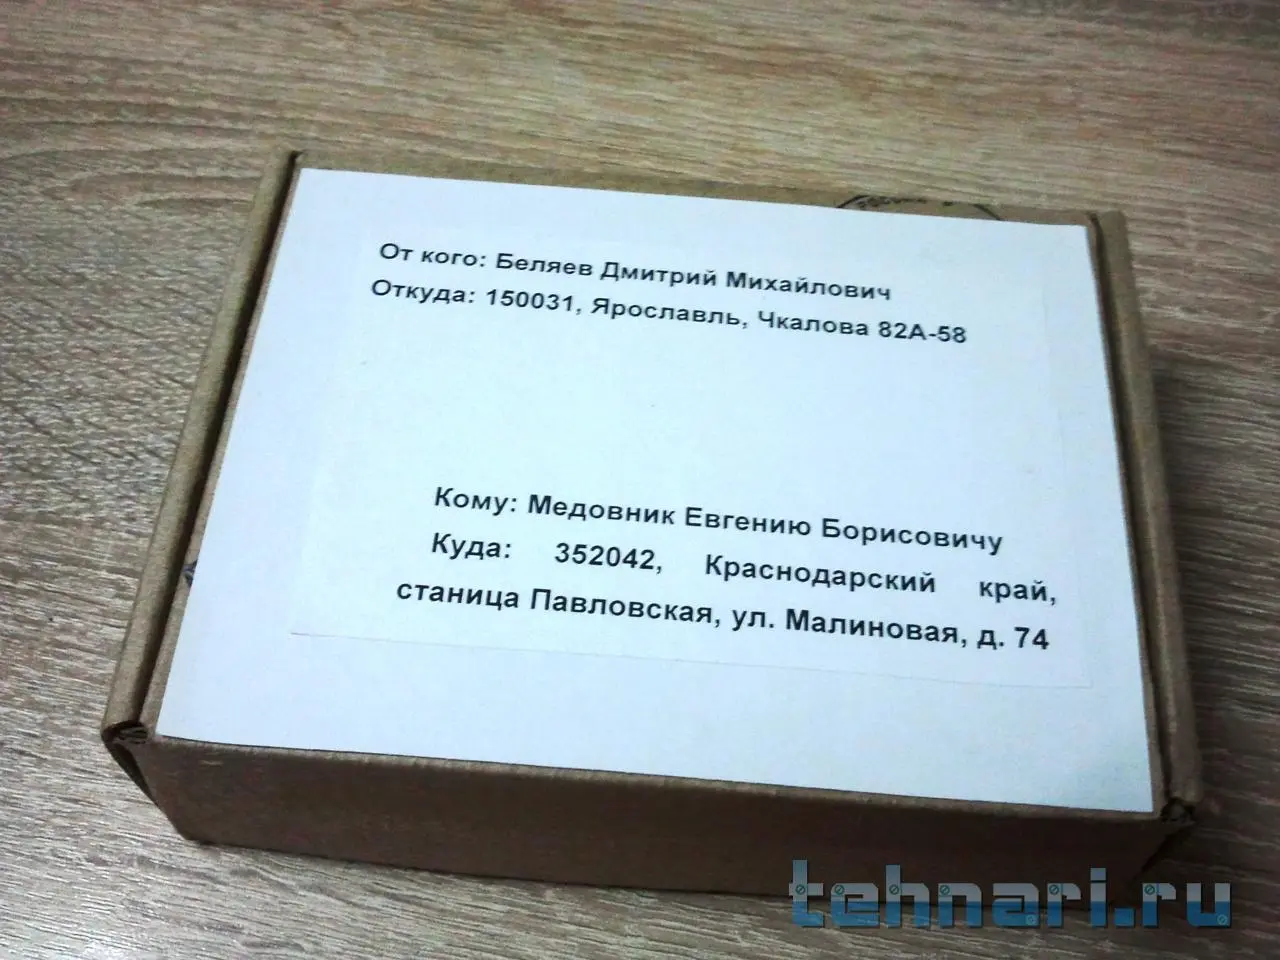 От кого: Беляев Дмитрий Михайлович
Откуда: 150031, Ярославль, Чкалова 82А-58
Кому: Медовник Евгению Борисовичу
Куда: 352042, Краснодарский край,
станица Павловская, ул. Малиновая, д. 74
tehnari.ru